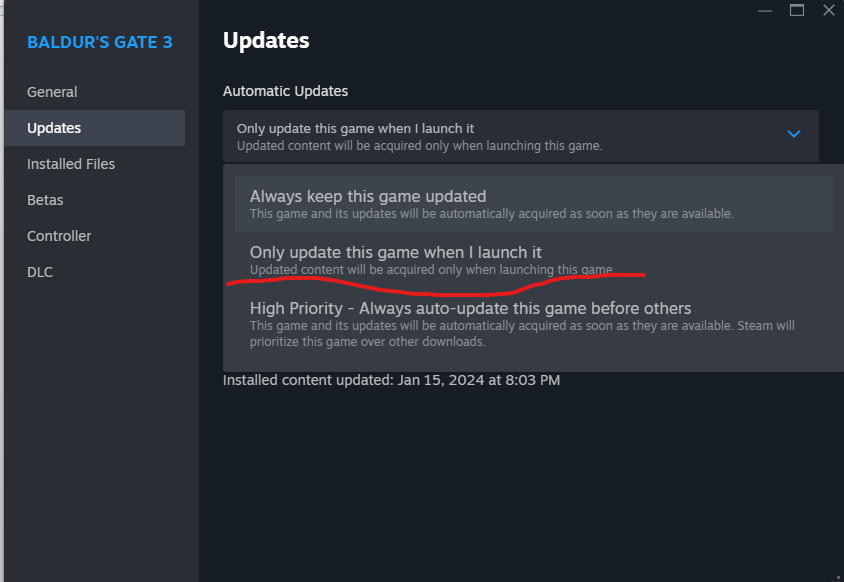 BALDUR'S GATE 3
General
Updates
Installed Files
Betas
Controller
DLC
Updates
Automatic Updates
Only update this game when I launch it
Updated content will be acquired only when launching this game.
Always keep this game updated
This game and its updates will be automatically acquired as soon as they are available.
Only update this game when I launch it
Updated content will be acquired only when launching this game.
High Priority - Always auto-update this game before others
This game and its updates will be automatically acquired as soon as they are available. Steam will
prioritize this game over other downloads.
Installed content updated: Jan 15, 2024 at 8:03 PM